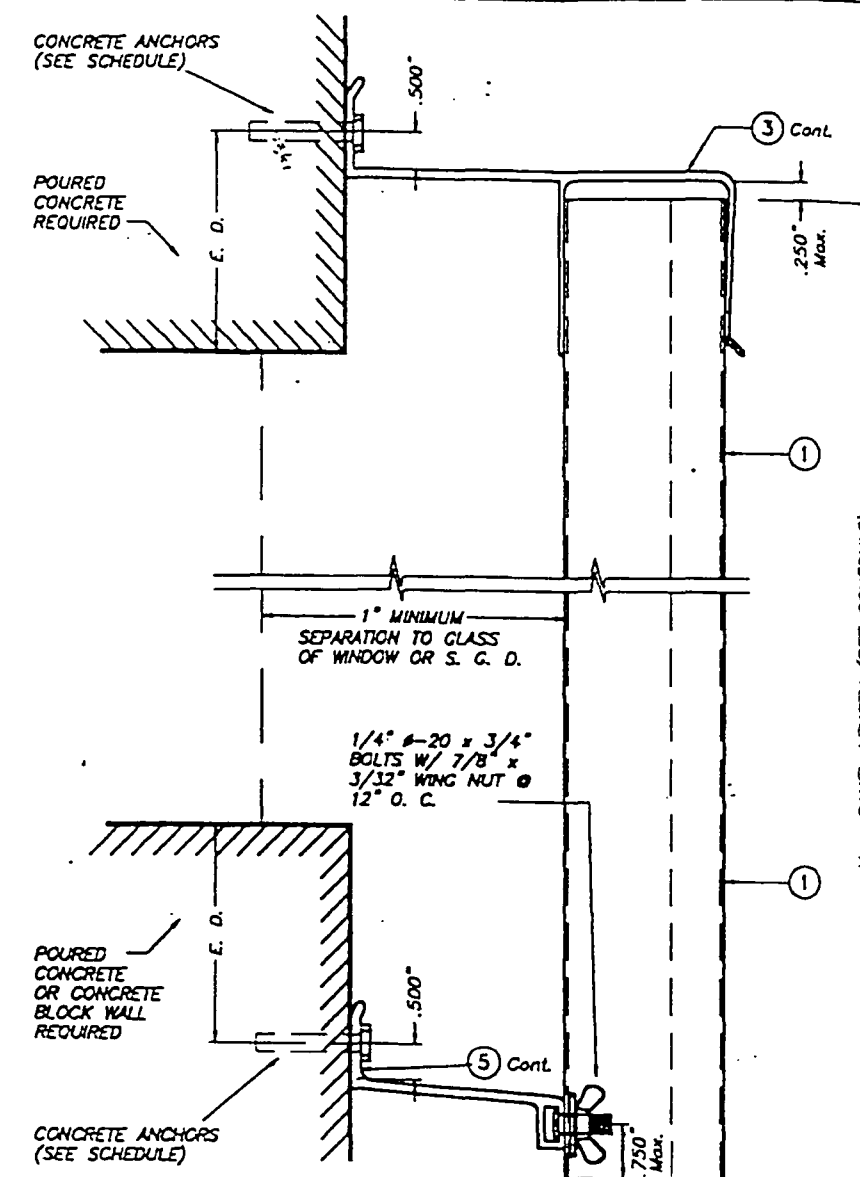 CONCRETE ANCHORS
(SEE SCHEDULE)
.500"
3 Cont.
POURED
CONCRETE
REQUIRED
E. D.
.250"
Max.
1
1" MINIMUM
SEPARATION TO GLASS
OF WINDOW OR S. G. D.
1/4" ø-20 x 3/4"
BOLTS W/ 7/8" x
3/32" WING NUT @
12" O. C.
1
E. D.
POURED
CONCRETE
OR CONCRETE
BLOCK WALL
REQUIRED
.500"
5 Cont.
CONCRETE ANCHORS
(SEE SCHEDULE)
.750"
Max.